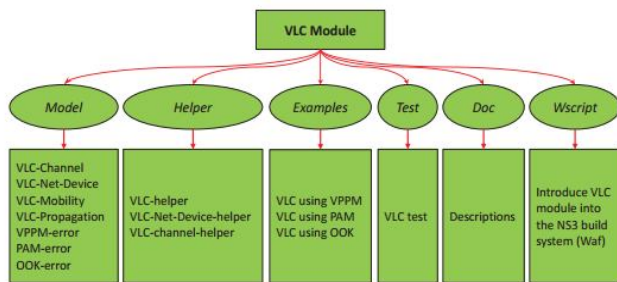 VLC Module
Model
Helper
Examples
Test
Doc
Wscript
VLC-Channel
VLC-Net-Device
VLC-Mobility
VLC-Propagation
VPPM-error
PAM-error
OOK-error
VLC-helper
VLC-Net-Device-helper
VLC-channel-helper
VLC using VPPM
VLC using PAM
VLC using OOK
VLC test
Descriptions
Introduce VLC
module into
the NS3 build
system (Waf)